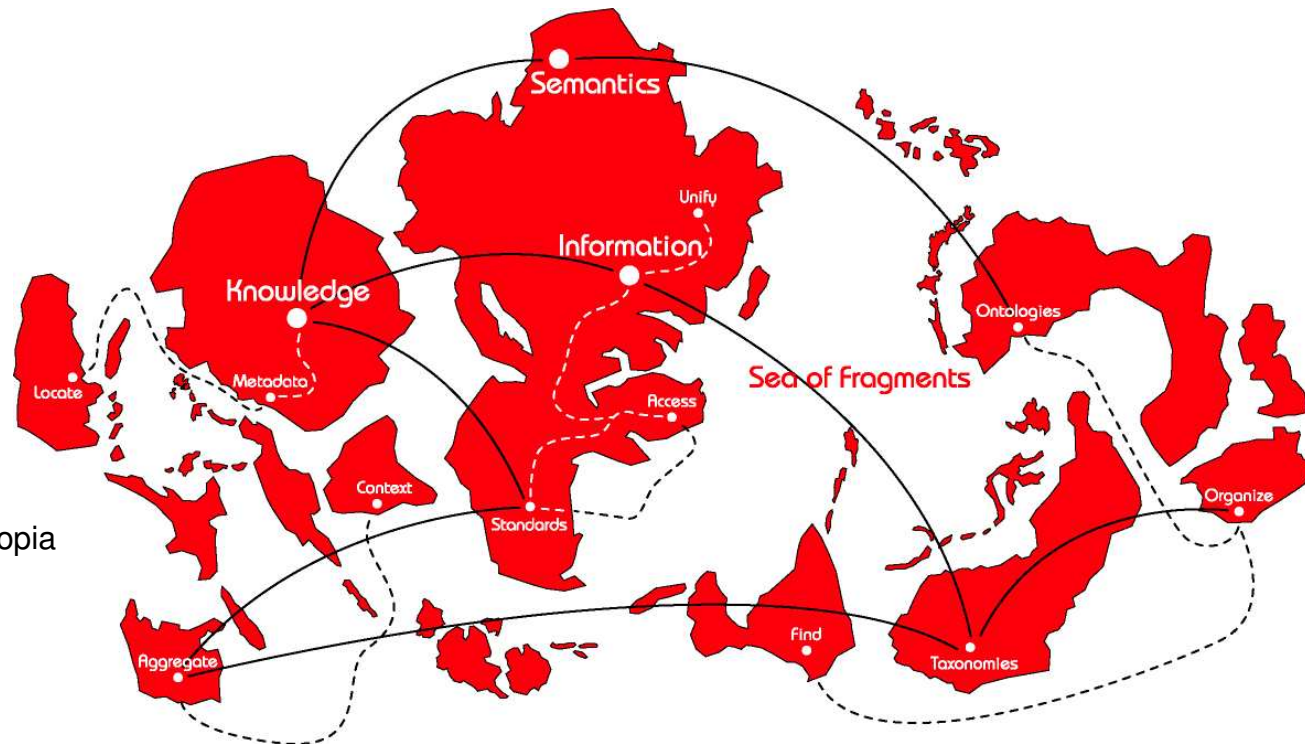 Semantics
Unify
Information
Knowledge
Ontologies
Sea of Fragments
Locate
Metadata
Access
Context
Standards
Organize
opia
Find
Aggregate
Taxonomies